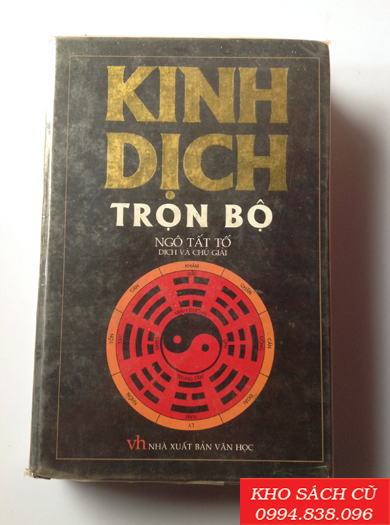 KINH
DỊCH
TRỌN BỘ
NGÔ TẤT TỐ
DỊCH VÀ CHÚ GIẢI
vh NHÀ XUẤT BẢN VĂN HỌC
KHO SÁCH CŨ
0994.838.096